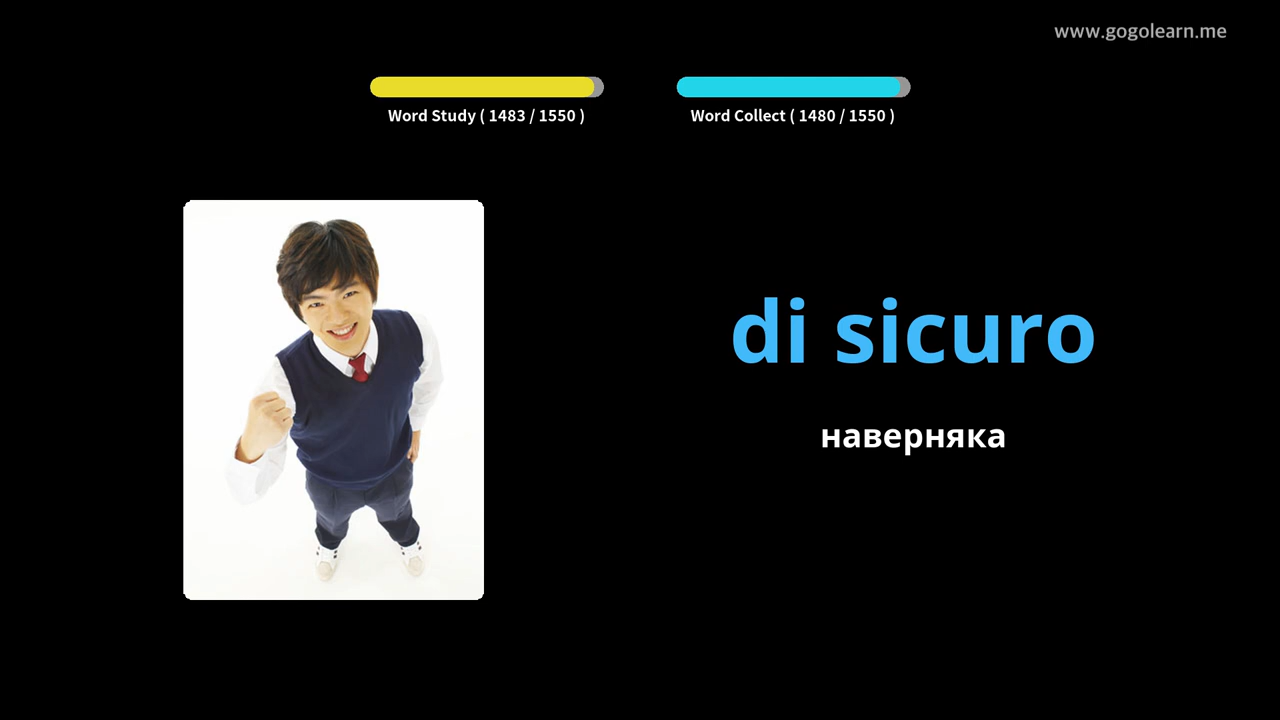 www.gogolearn.me
Word Study ( 1483 / 1550 )
Word Collect ( 1480 / 1550 )
di sicuro
наверняка